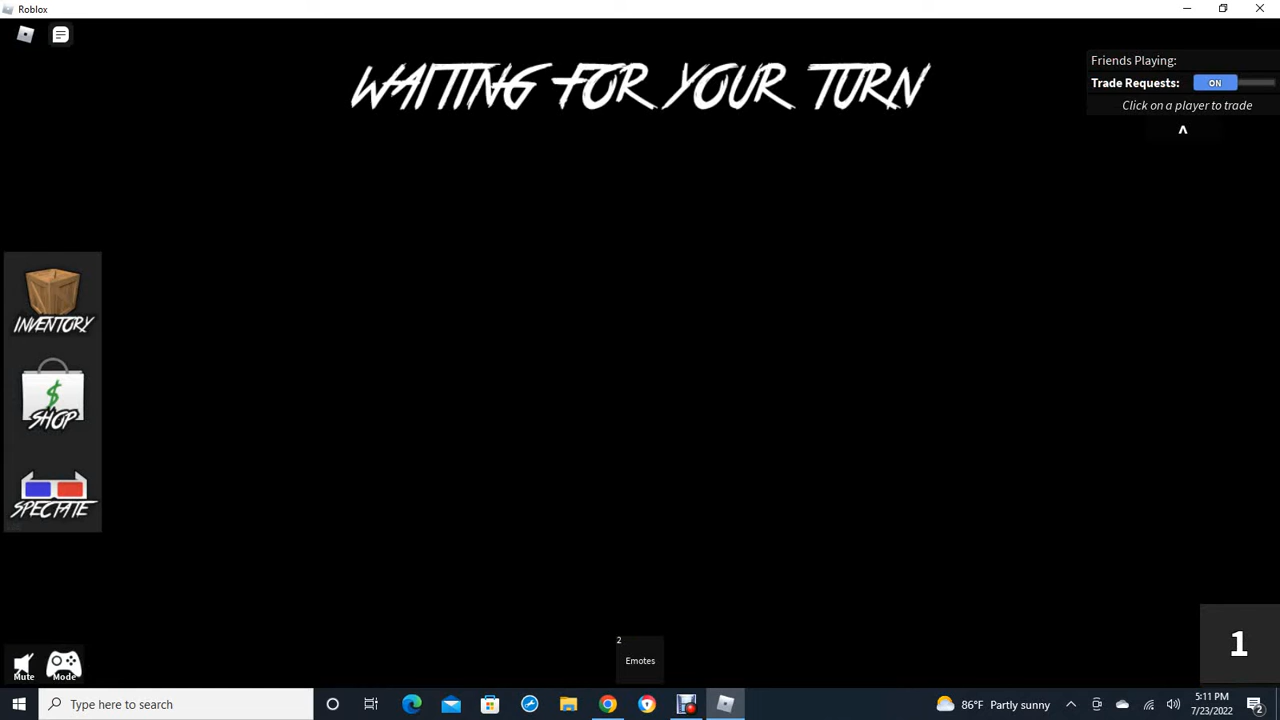 Roblox
WAITING FOR YOUR TURN
Friends Playing:
Trade Requests: ON
Click on a player to trade
^
INVENTORY
$
SHOP
SPECTATE
Mute
Mode
2
Emotes
1
Type here to search
86°F Partly sunny
5:11 PM
7/23/2022
2